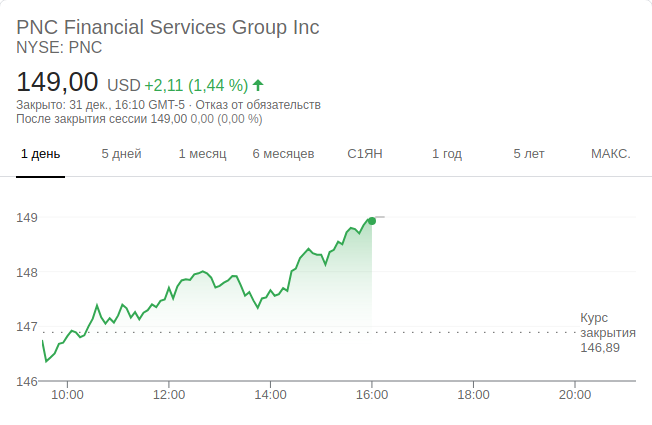 PNC Financial Services Group Inc
NYSE: PNC
149,00 USD +2,11 (1,44 %)
Закрыто: 31 дек., 16:10 GMT-5 · Отказ от обязательств
После закрытия сессии 149,00 0,00 (0,00 %)
1 день 5 дней 1 месяц 6 месяцев С1ЯН 1 год 5 лет МАКС.
149
148
147
Курс
закрытия
146,89
146
10:00 12:00 14:00 16:00 18:00 20:00